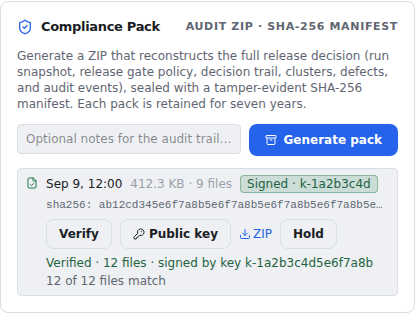 Compliance Pack AUDIT ZIP · SHA-256 MANIFEST
Generate a ZIP that reconstructs the full release decision (run
snapshot, release gate policy, decision trail, clusters, defects,
and audit events), sealed with a tamper-evident SHA-256
manifest. Each pack is retained for seven years.
Optional notes for the audit trail… Generate pack
Sep 9, 12:00 412.3 KB · 9 files Signed · k-1a2b3c4d
sha256: ab12cd345e6f7a8b5e6f7a8b5e6f7a8b5e6f7a8b5e…
Verify Public key ZIP Hold
Verified · 12 files · signed by key k-1a2b3c4d5e6f7a8b
12 of 12 files match